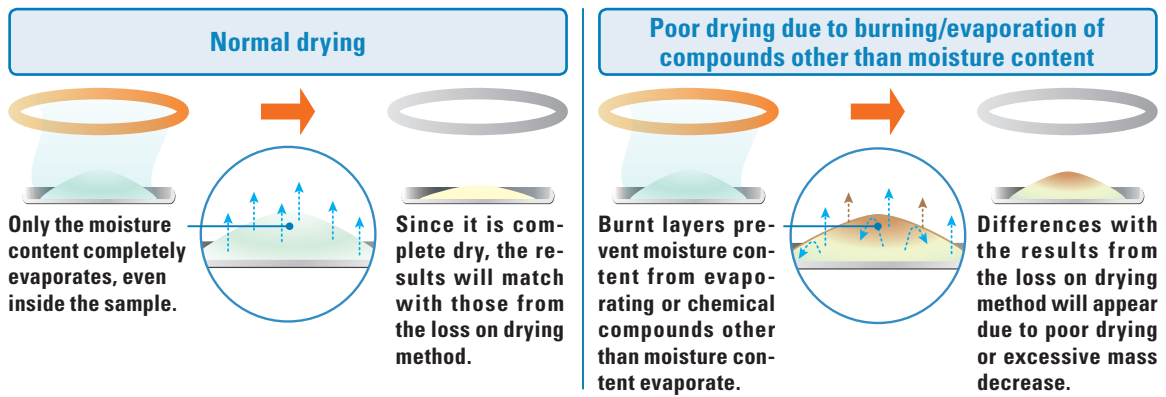 Normal drying
Only the moisture
content completely
evaporates, even
inside the sample.
Since it is com-
plete dry, the re-
sults will match
with those from
the loss on drying
method.
Poor drying due to burning/evaporation of
compounds other than moisture content
Burnt layers pre-
vent moisture con-
tent from evapo-
rating or chemical
compounds other
than moisture con-
tent evaporate.
Differences with
the results from
the loss on drying
method will appear
due to poor drying
or excessive mass
decrease.